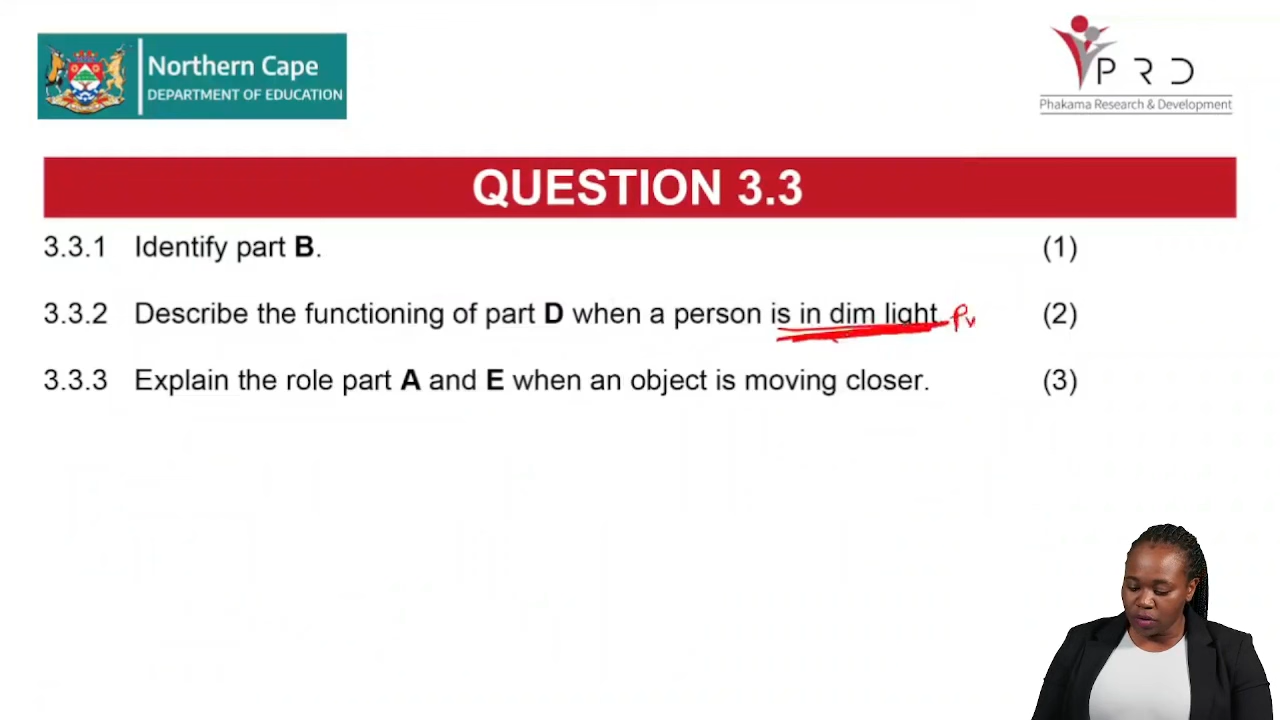 Northern Cape
DEPARTMENT OF EDUCATION
PRD
Phakama Research & Development
QUESTION 3.3
3.3.1 Identify part B. (1)
3.3.2 Describe the functioning of part D when a person is in dim light. (2)
3.3.3 Explain the role part A and E when an object is moving closer. (3)